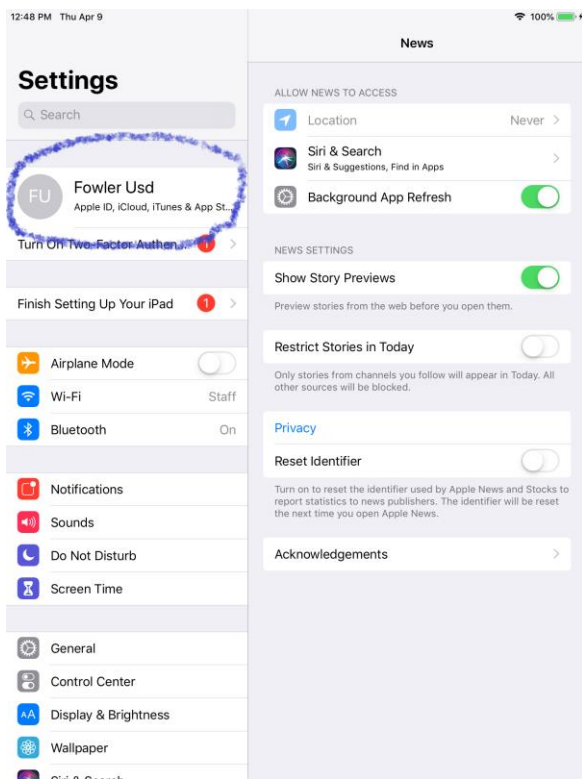 12:48 PM Thu Apr 9
100%
Settings
Search
FU
Fowler Usd
Apple ID, iCloud, iTunes & App St...
Turn On Two-Factor Authen...
1
Finish Setting Up Your iPad
1
Airplane Mode
Wi-Fi
Staff
Bluetooth
On
Notifications
Sounds
Do Not Disturb
Screen Time
General
Control Center
AA
Display & Brightness
Wallpaper
Siri & Search
News
ALLOW NEWS TO ACCESS
Location
Never
Siri & Search
Siri & Suggestions, Find in Apps
Background App Refresh
NEWS SETTINGS
Show Story Previews
Preview stories from the web before you open them.
Restrict Stories in Today
Only stories from channels you follow will appear in Today. All
other sources will be blocked.
Privacy
Reset Identifier
Turn on to reset the identifier used by Apple News and Stocks to
report statistics to news publishers. The identifier will be reset
the next time you open Apple News.
Acknowledgements